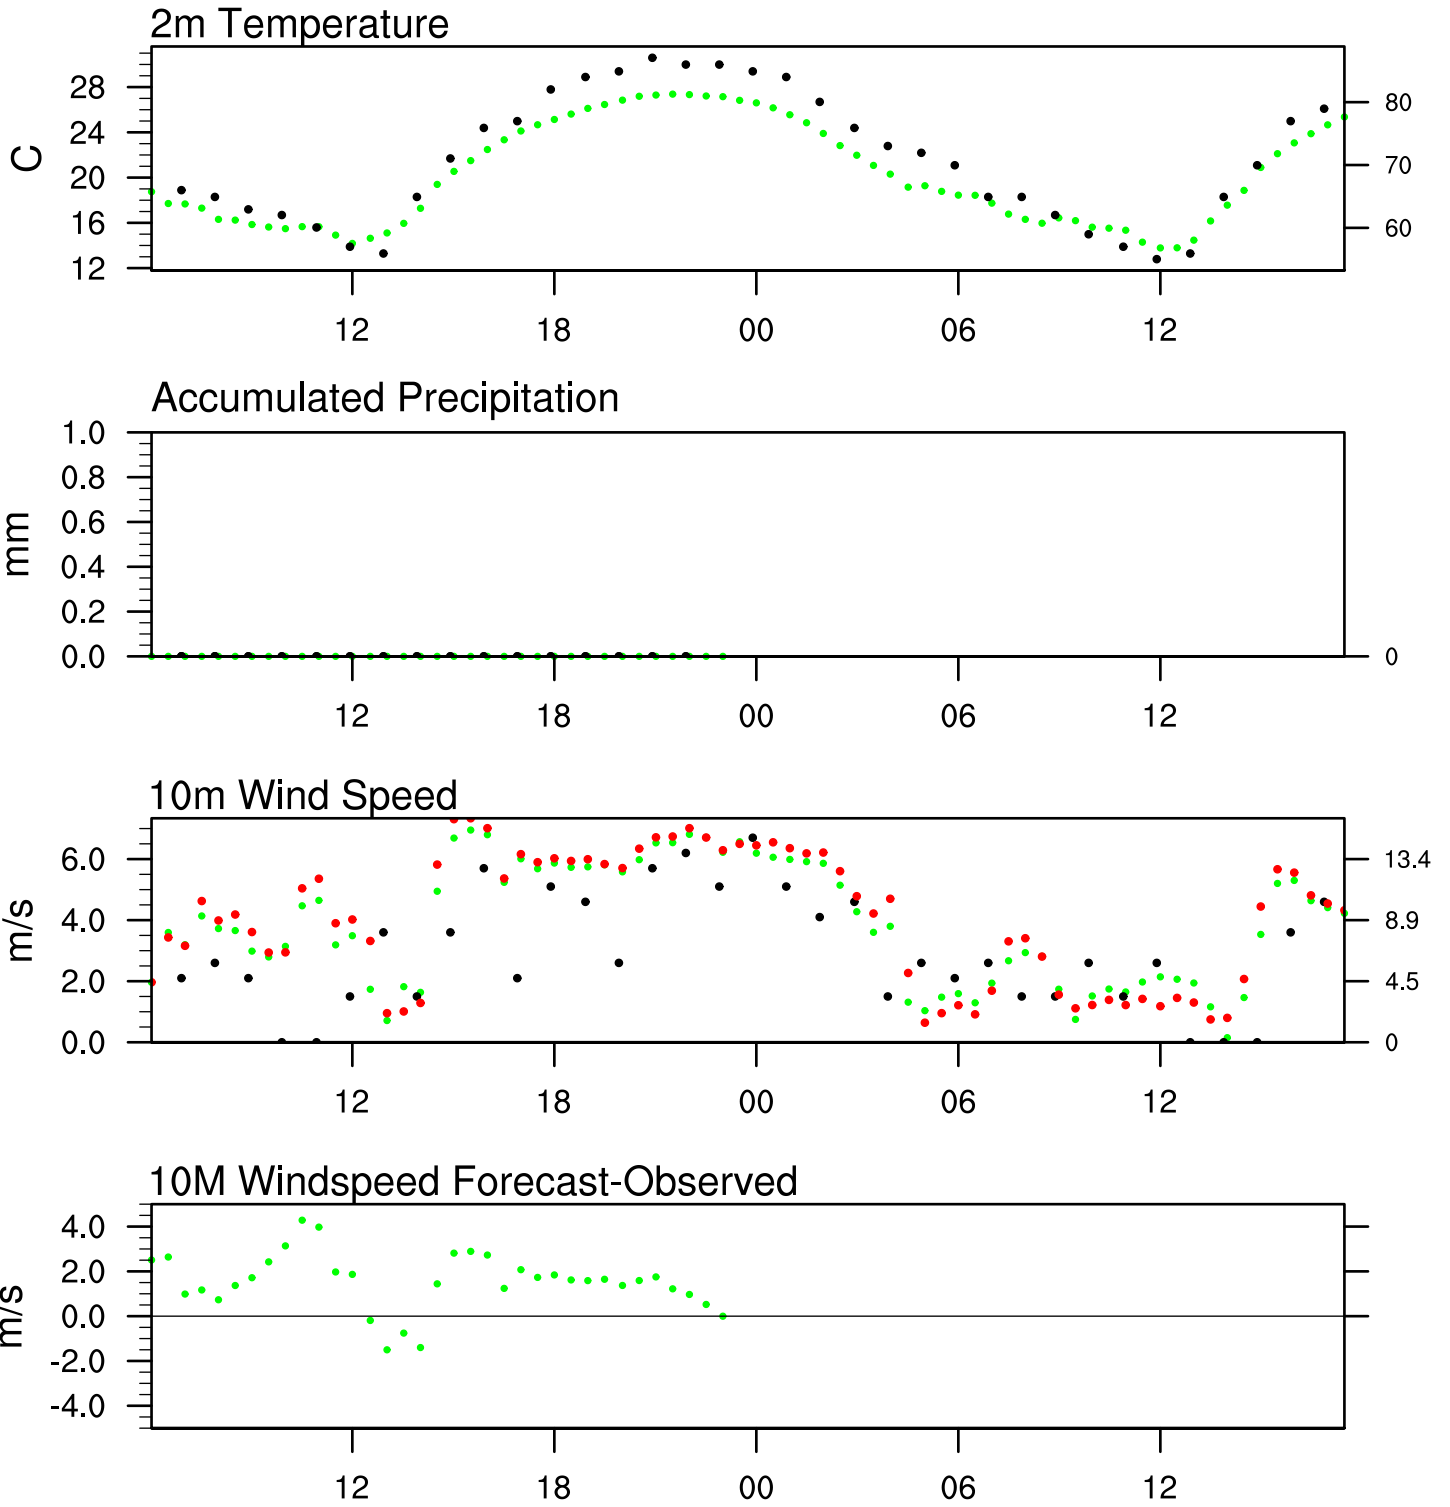 2m Temperature
28
24
20
16
12
C
80
70
60
12 18 00 06 12
Accumulated Precipitation
1.0
0.8
0.6
0.4
0.2
0.0
mm
0
12 18 00 06 12
10m Wind Speed
6.0
4.0
2.0
0.0
m/s
13.4
8.9
4.5
0
12 18 00 06 12
10M Windspeed Forecast-Observed
4.0
2.0
0.0
-2.0
-4.0
m/s
12 18 00 06 12